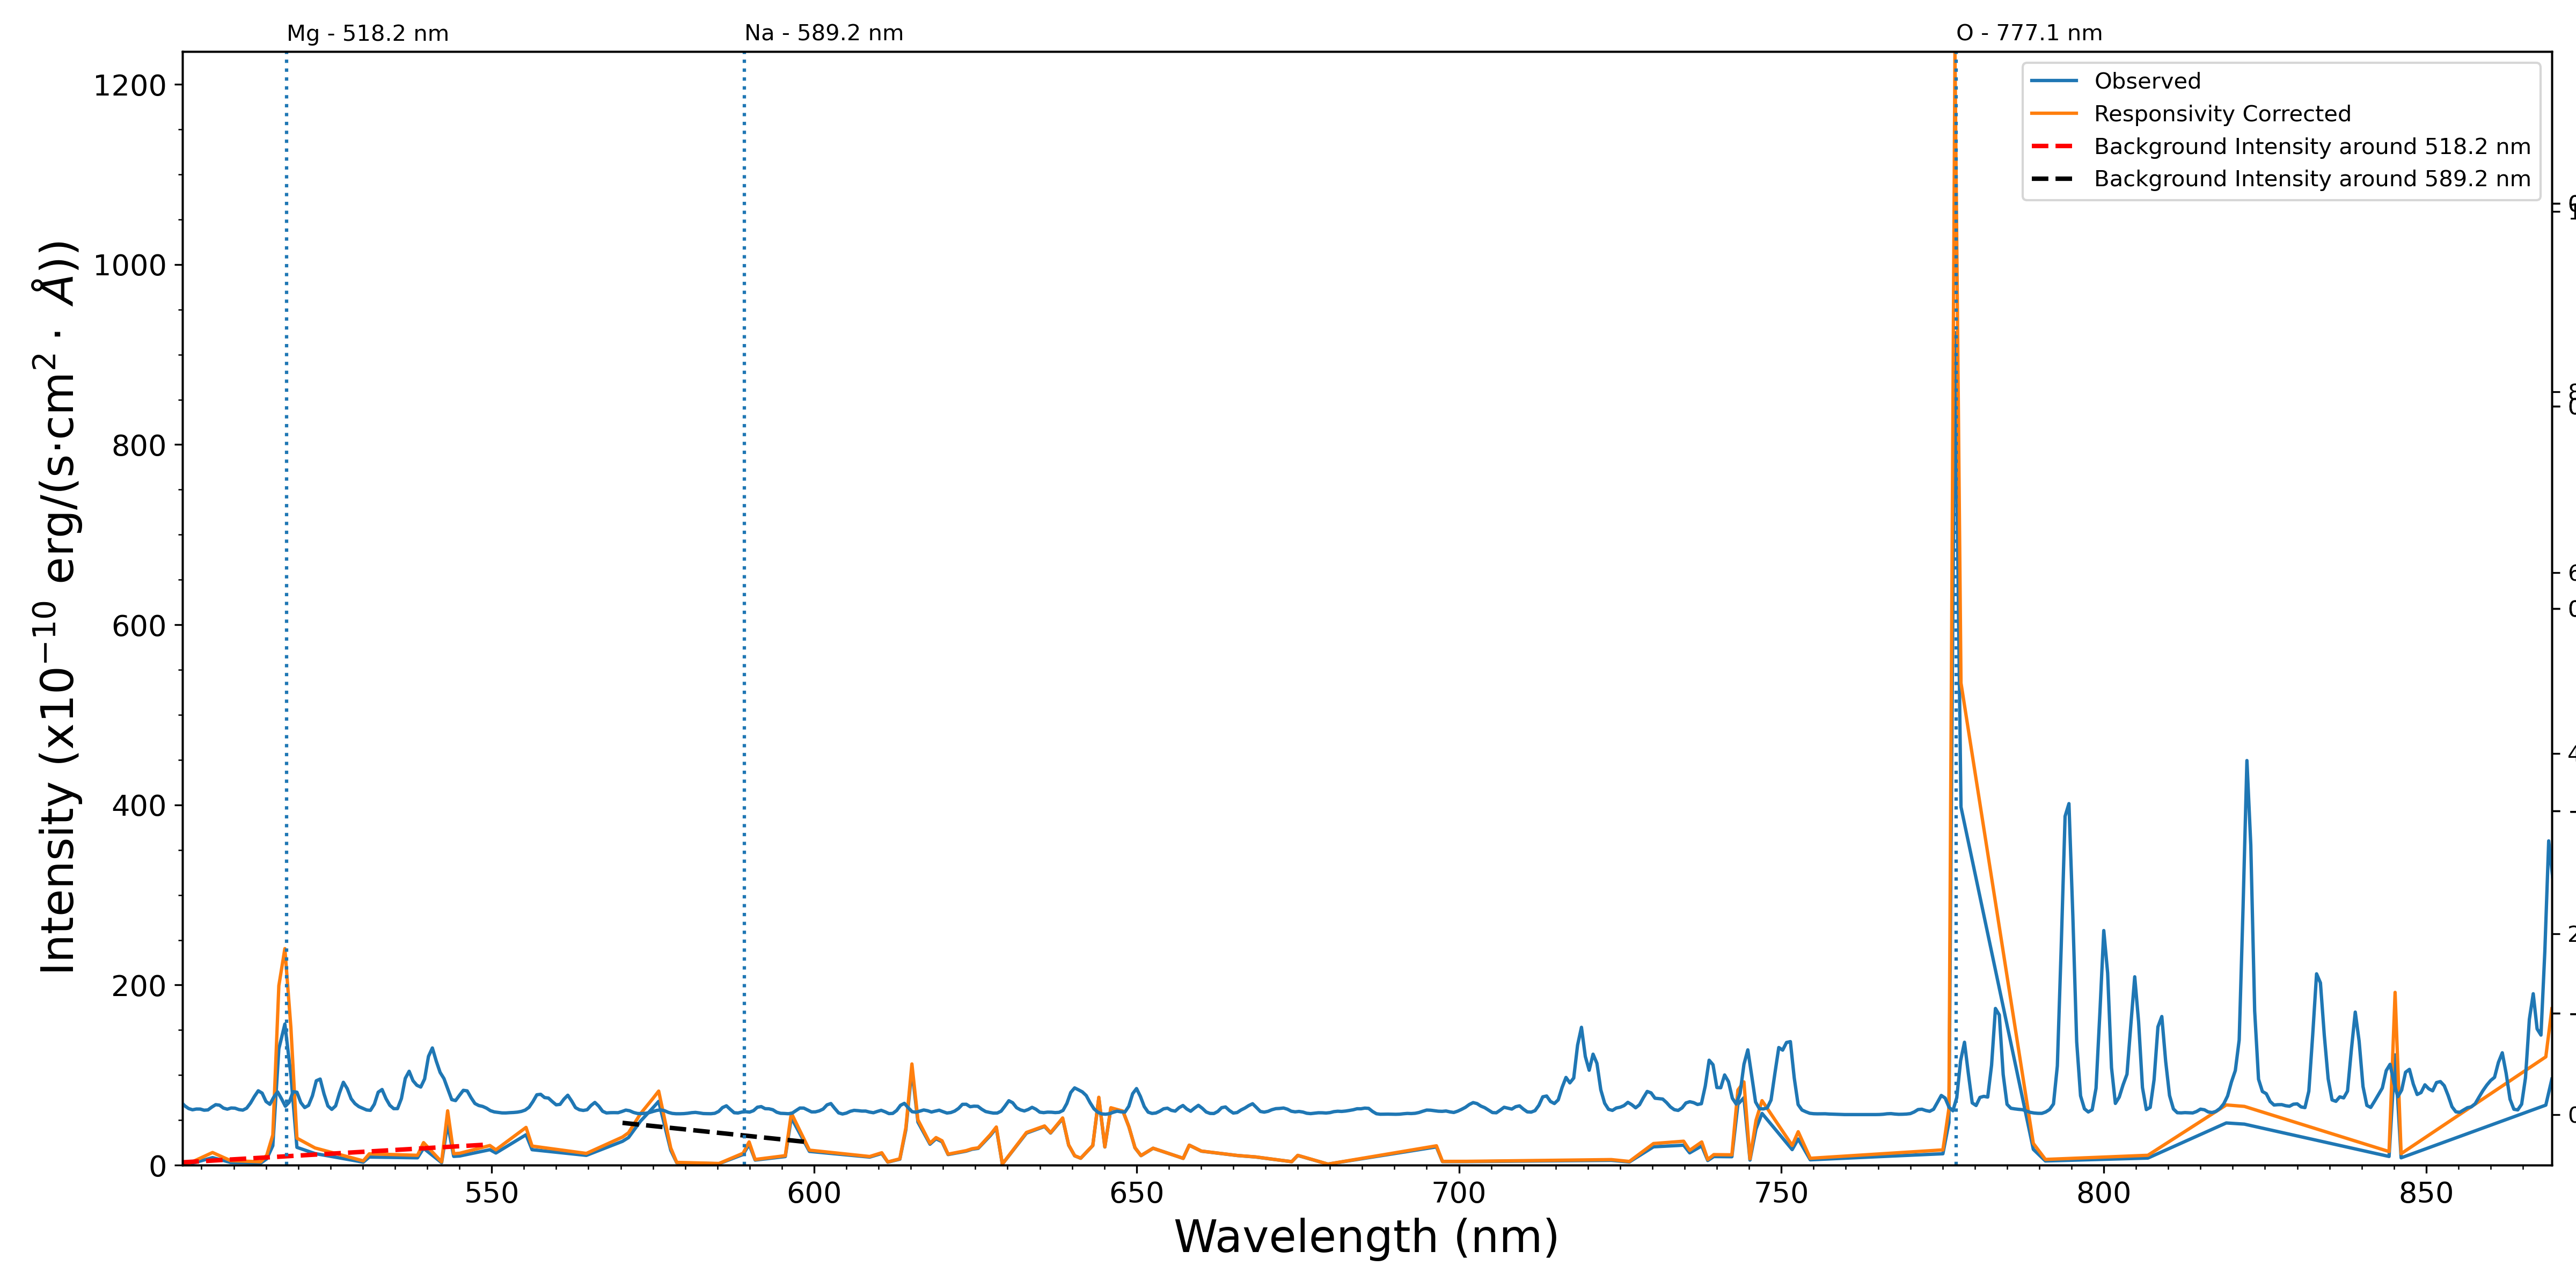 Mg - 518.2 nm
Na - 589.2 nm
O - 777.1 nm
Observed
Responsivity Corrected
Background Intensity around 518.2 nm
Background Intensity around 589.2 nm
1200
1000
800
600
400
200
0
Intensity (x10⁻¹⁰ erg/(s·cm² · Å))
550
600
650
700
750
800
850
Wavelength (nm)